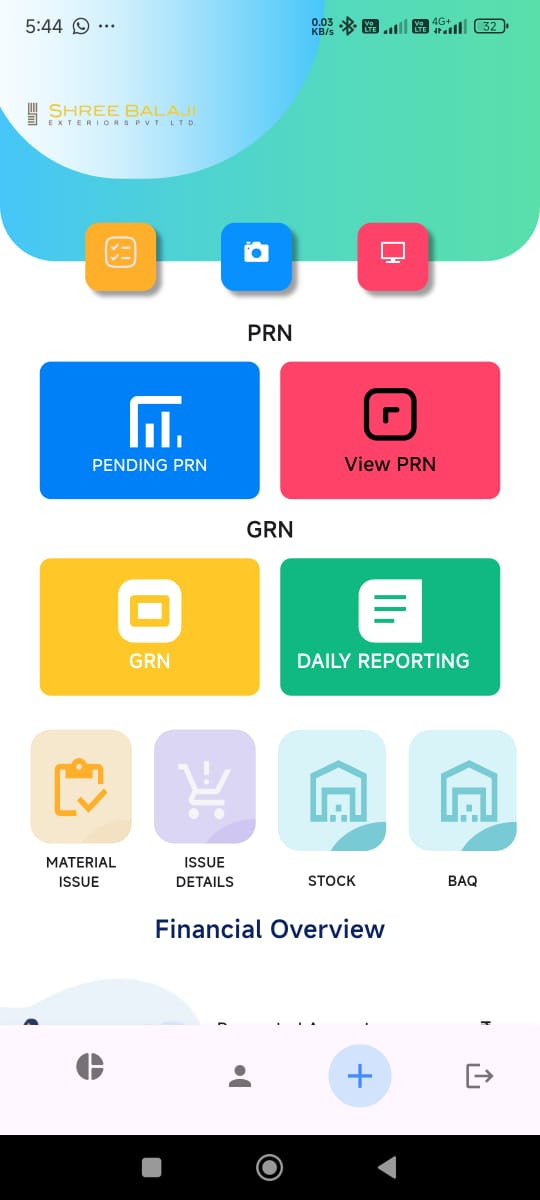 5:44
0.03
KB/s
Vo
LTE
Vo
LTE
4G+
32
SHREE BALAJI
EXTERIORS PVT. LTD.
PRN
PENDING PRN
View PRN
GRN
GRN
DAILY REPORTING
MATERIAL
ISSUE
ISSUE
DETAILS
STOCK
BAQ
Financial Overview